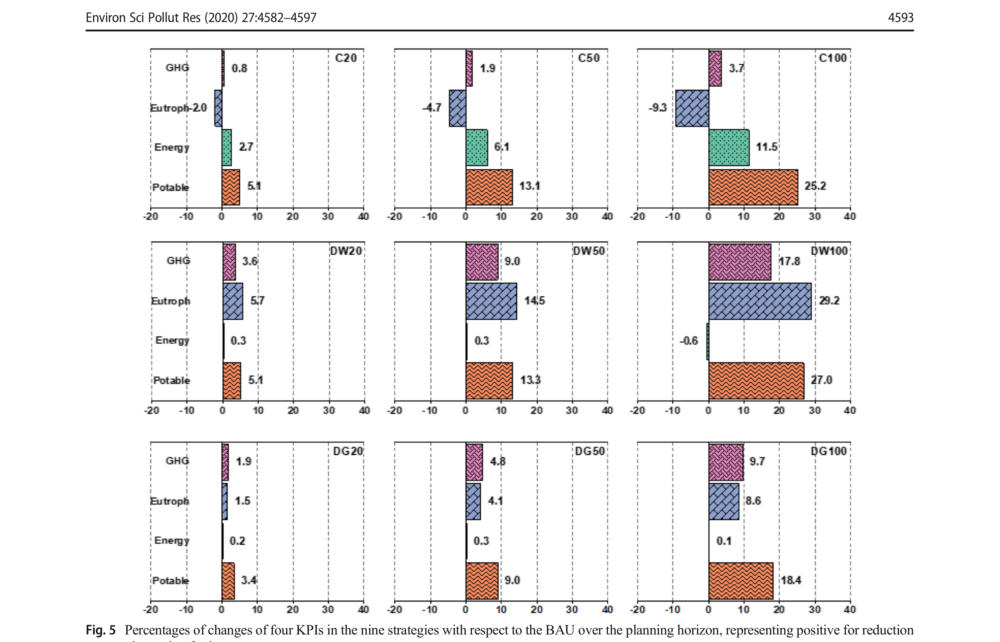 Environ Sci Pollut Res (2020) 27:4582–4597 4593
C20 C50 C100
GHG 0.8 1.9 3.7
Eutroph -2.0 -4.7 -9.3
Energy 2.7 6.1 11.5
Potable 5.1 13.1 25.2
-20 -10 0 10 20 30 40 -20 -10 0 10 20 30 40 -20 -10 0 10 20 30 40
DW20 DW50 DW100
GHG 3.6 9.0 17.8
Eutroph 5.7 14.5 29.2
Energy 0.3 0.3 -0.6
Potable 5.1 13.3 27.0
-20 -10 0 10 20 30 40 -20 -10 0 10 20 30 40 -20 -10 0 10 20 30 40
DG20 DG50 DG100
GHG 1.9 4.8 9.7
Eutroph 1.5 4.1 8.6
Energy 0.2 0.3 0.1
Potable 3.4 9.0 18.4
-20 -10 0 10 20 30 40 -20 -10 0 10 20 30 40 -20 -10 0 10 20 30 40
Fig. 5 Percentages of changes of four KPIs in the nine strategies with respect to the BAU over the planning horizon, representing positive for reduction